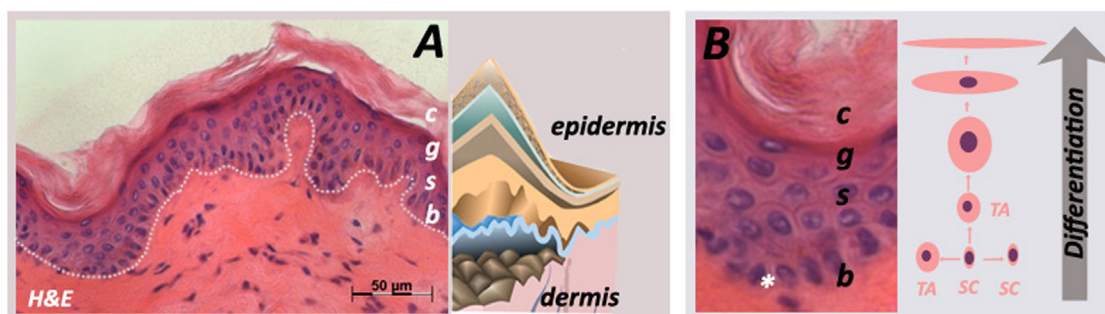 A
epidermis
c
g
s
b
H&E
50 μm
dermis
B
c
g
s
b
*
TA
TA SC SC
Differentiation